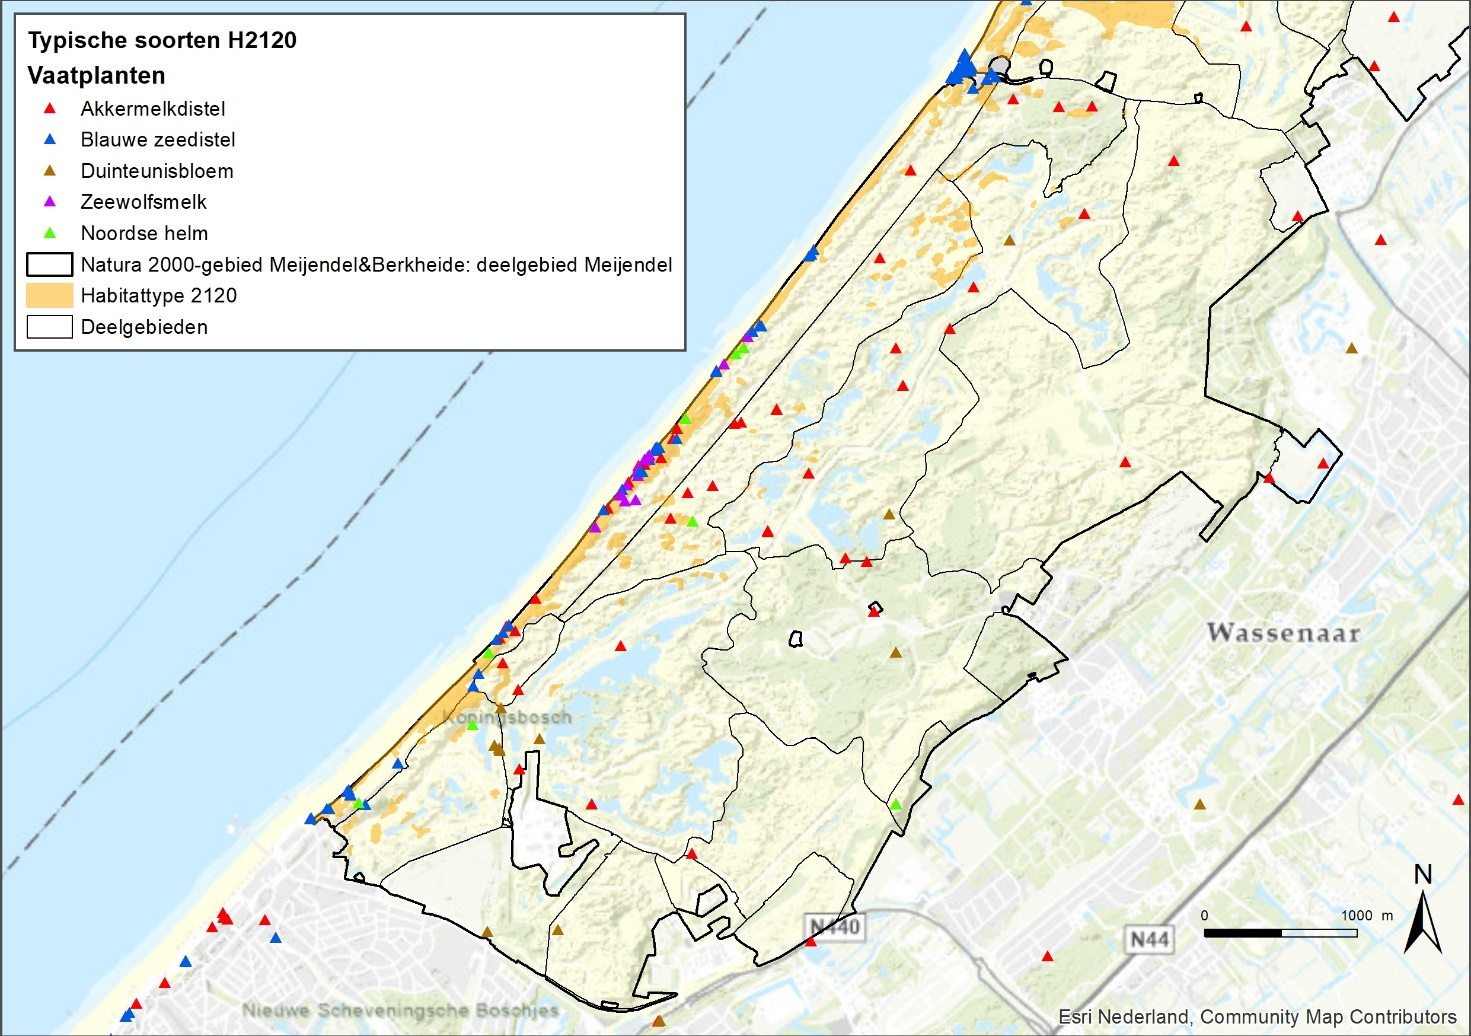 Typische soorten H2120
Vaatplanten
Akkermelkdistel
Blauwe zeedistel
Duinteunisbloem
Zeewolfsmelk
Noordse helm
Natura 2000-gebied Meijendel&Berkheide: deelgebied Meijendel
Habitattype 2120
Deelgebieden
Wassenaar
Koningsbosch
N
0 1000 m
N440
N44
Nieuwe Scheveningsche Boschjes
Esri Nederland, Community Map Contributors